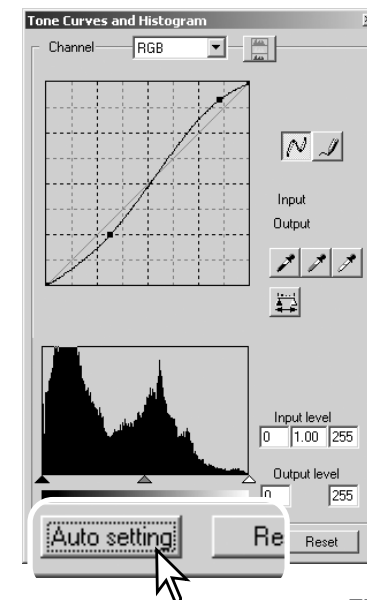 Tone Curves and Histogram
Channel RGB
Input
Output
Input level
0 1.00 255
Output level
0 255
Auto setting Re Reset